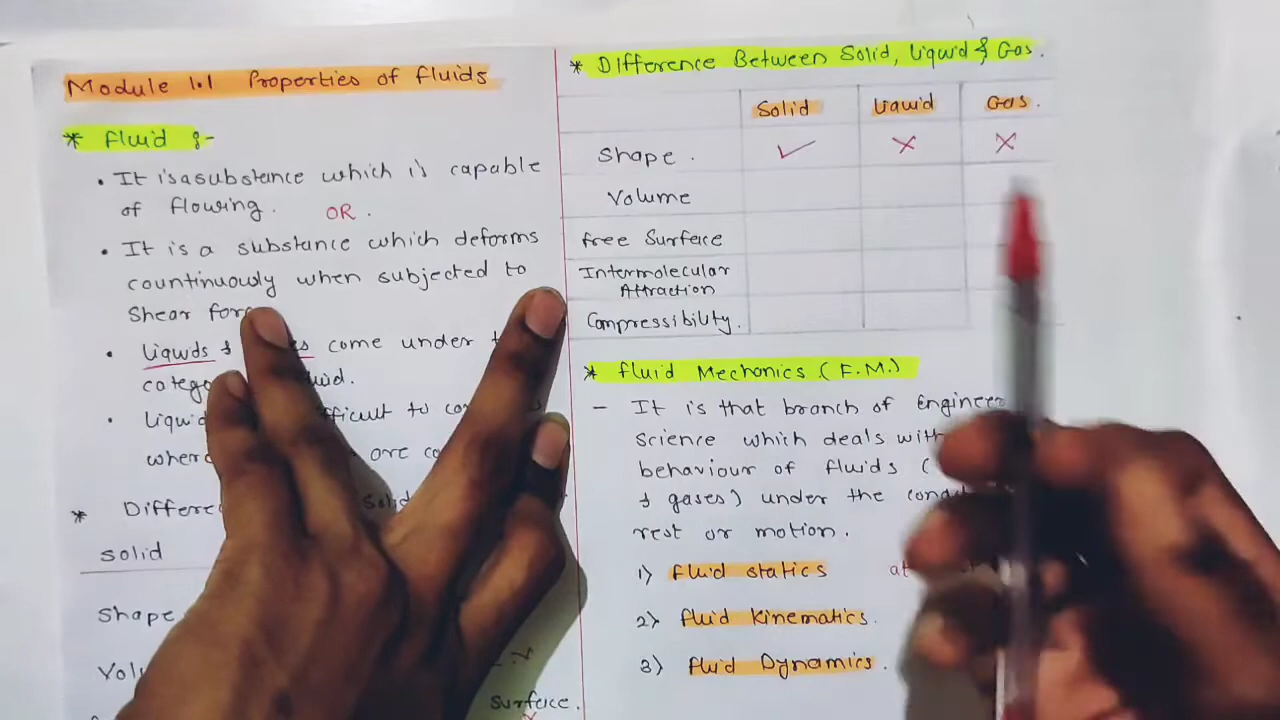 Module 1.1 Properties of fluids
* Fluid :-
• It is a substance which is capable
of flowing. OR.
• It is a substance which deforms
countinuously when subjected to
Shear
• liquids & come under
•
* Solid
solid
Shape
surface.
* Difference Between Solid, Liquid & Gas.
Solid Liquid Gas.
Shape. ✓ × ×
Volume
free Surface
Intermolecular
Attraction
Compressibility.
* fluid Mechanics (F.M.)
- It is that branch of
science which deals with
behaviour of fluids (
& gases) under the
rest or motion.
1) fluid statics at
2) fluid kinematics.
3) fluid Dynamics.